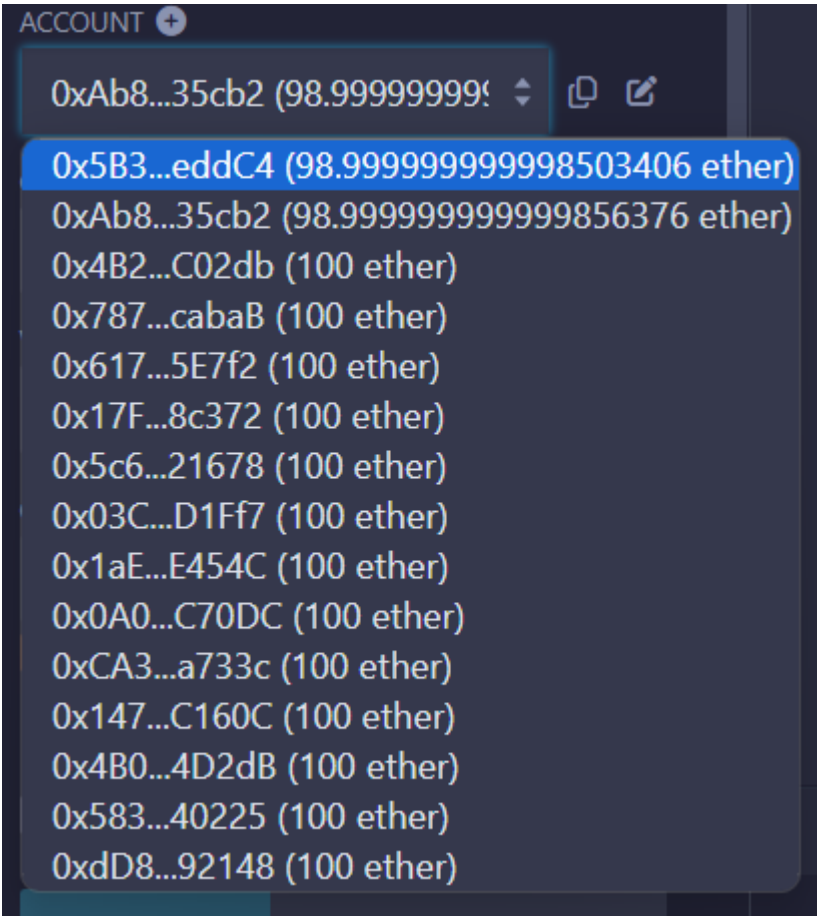 ACCOUNT
0xAb8...35cb2 (98.999999999
0x5B3...eddC4 (98.999999999998503406 ether)
0xAb8...35cb2 (98.999999999999856376 ether)
0x4B2...C02db (100 ether)
0x787...cabaB (100 ether)
0x617...5E7f2 (100 ether)
0x17F...8c372 (100 ether)
0x5c6...21678 (100 ether)
0x03C...D1Ff7 (100 ether)
0x1aE...E454C (100 ether)
0x0A0...C70DC (100 ether)
0xCA3...a733c (100 ether)
0x147...C160C (100 ether)
0x4B0...4D2dB (100 ether)
0x583...40225 (100 ether)
0xdD8...92148 (100 ether)